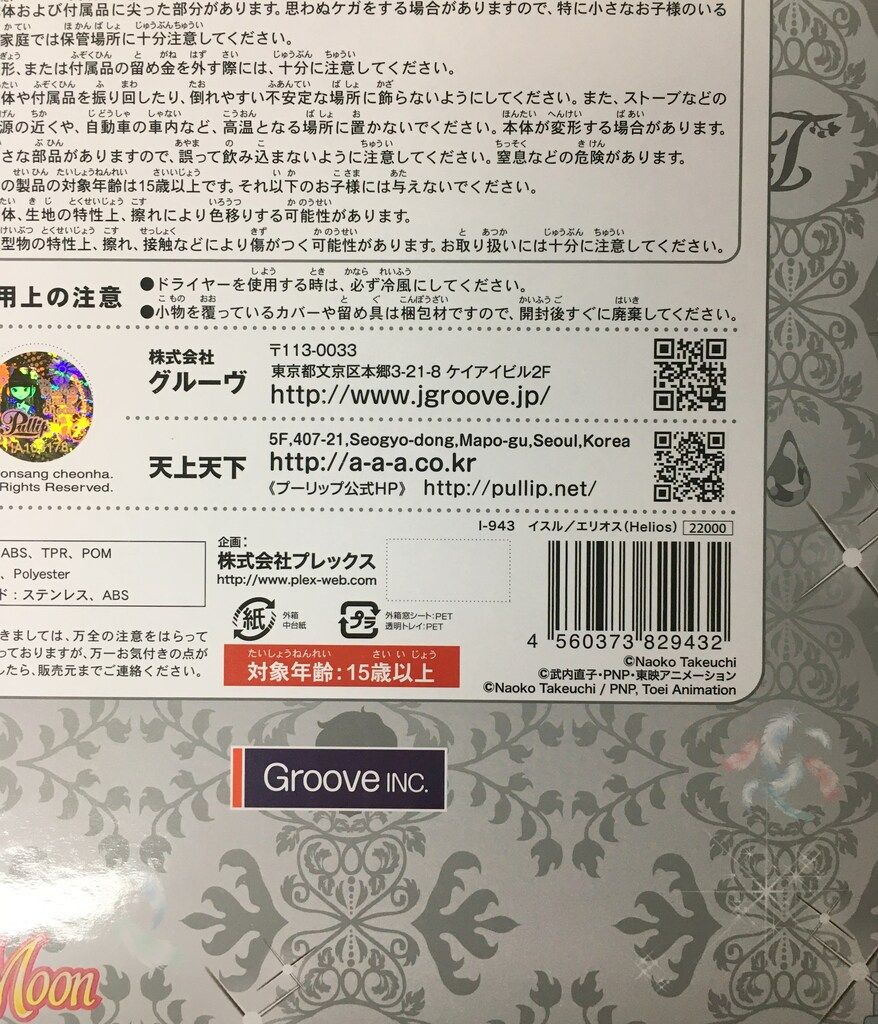 体および付属品に尖った部分があります。思わぬケガをする場合がありますので、特に小さなお子様のいる
家庭では保管場所に十分注意してください。
形、または付属品の留め金を外す際には、十分に注意してください。
体や付属品を振り回したり、倒れやすい不安定な場所に飾らないようにしてください。また、ストーブなどの
源の近くや、自動車の車内など、高温となる場所に置かないでください。本体が変形する場合があります。
さな部品がありますので、誤って飲み込まないように注意してください。窒息などの危険があります。
の製品の対象年齢は15歳以上です。それ以下のお子様には与えないでください。
体、生地の特性上、擦れにより色移りする可能性があります。
型物の特性上、擦れ、接触などにより傷がつく可能性があります。お取り扱いには十分に注意してください。
用上の注意
●ドライヤーを使用する時は、必ず冷風にしてください。
●小物を覆っているカバーや留め具は梱包材ですので、開封後すぐに廃棄してください。
株式会社
グルーヴ
〒113-0033
東京都文京区本郷3-21-8 ケイアイビル2F
http://www.jgroove.jp/
Pullip
onsang cheonha.
Rights Reserved.
天上天下
5F,407-21,Seogyo-dong,Mapo-gu,Seoul,Korea
http://a-a-a.co.kr
《プーリップ公式HP》 http://pullip.net/
I-943 イスル/エリオス(Helios) 22000
ABS、TPR、POM
、Polyester
ド:ステンレス、ABS
企画:
株式会社プレックス
http://www.plex-web.com
紙 外箱 中台紙
プラ 外箱窓シート:PET 透明トレイ:PET
4 560373 829432
きましては、万全の注意をはらって
っておりますが、万一お気付きの点が
したら、販売元までご連絡ください。
たいしょうねんれい さいいじょう
対象年齢:15歳以上
©Naoko Takeuchi
©武内直子・PNP・東映アニメーション
©Naoko Takeuchi / PNP, Toei Animation
Groove INC.
Moon